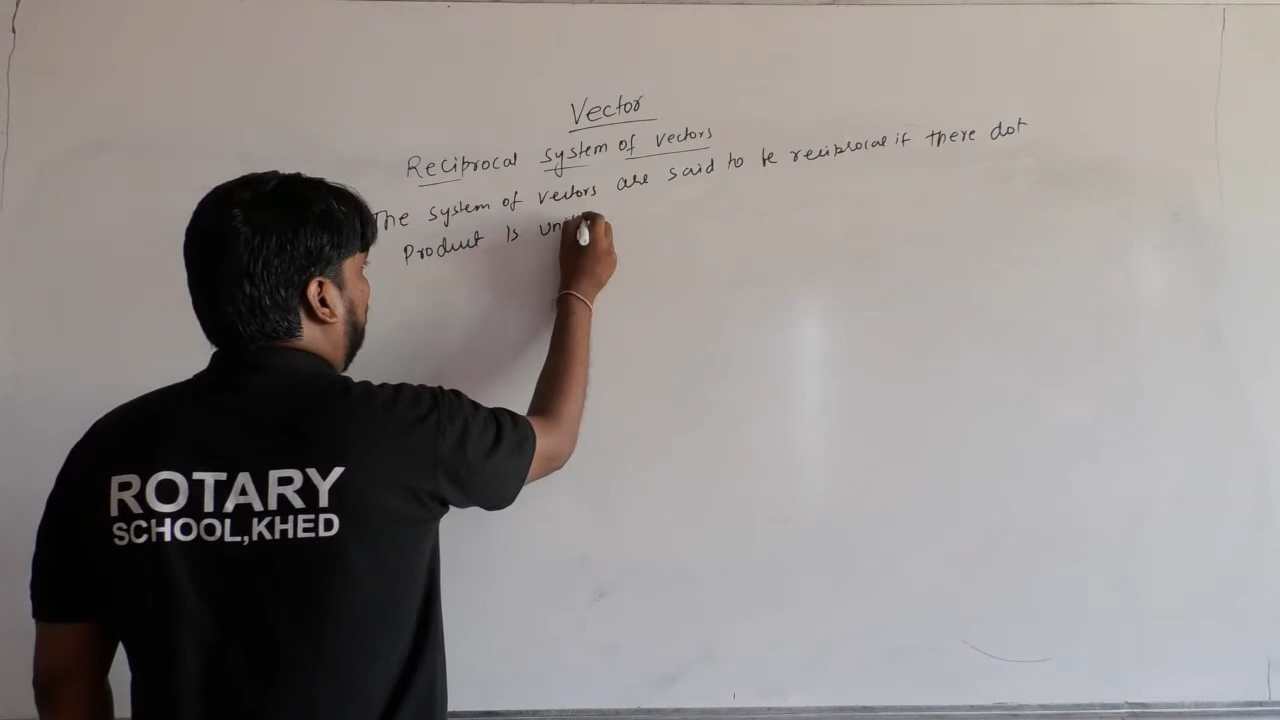 Vector
Reciprocal system of vectors
The system of vectors are said to be reciprocal if there dot
Product is
ROTARY
SCHOOL,KHED